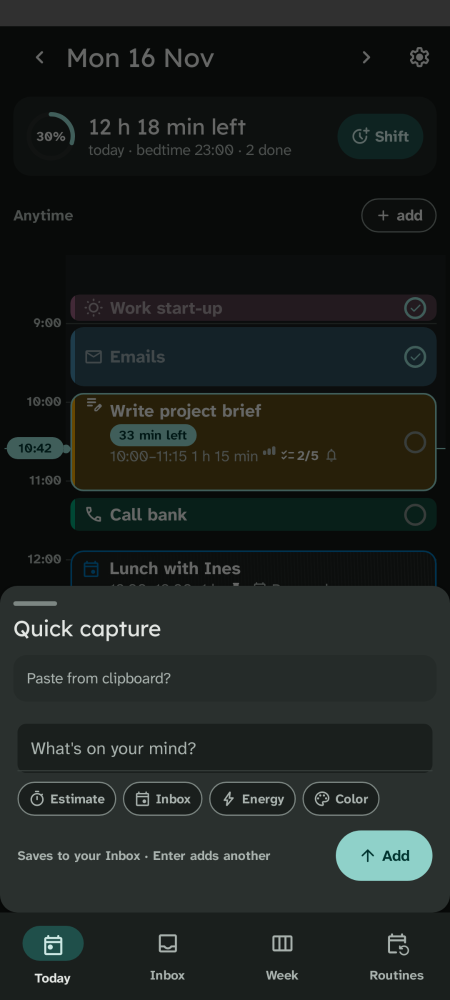 Mon 16 Nov
30%
12 h 18 min left
today · bedtime 23:00 · 2 done
Shift
Anytime
add
Work start-up
9:00
Emails
10:00
Write project brief
33 min left
10:42
10:00–11:15 1 h 15 min 2/5
11:00
Call bank
12:00
Lunch with Ines
Quick capture
Paste from clipboard?
What's on your mind?
Estimate
Inbox
Energy
Color
Saves to your Inbox · Enter adds another
Add
Today
Inbox
Week
Routines